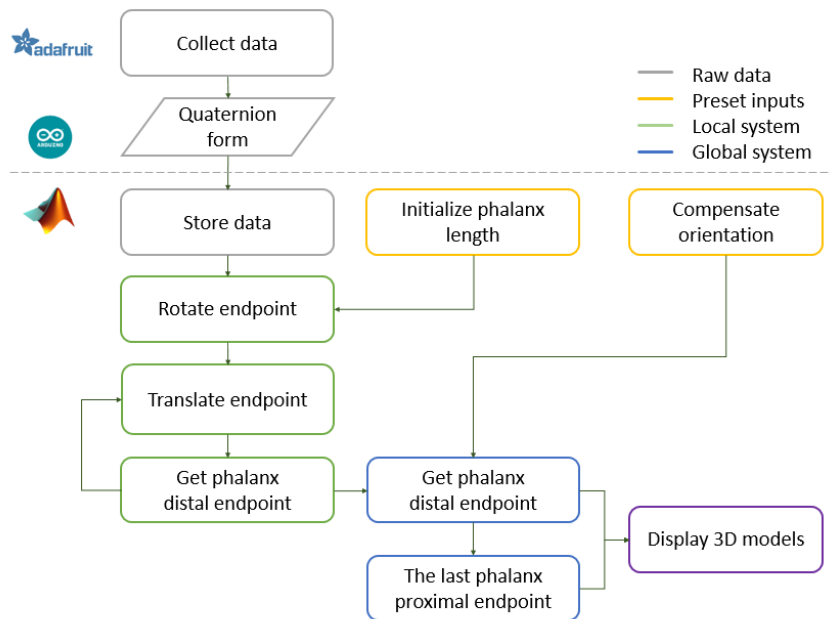 adafruit
Collect data
Raw data
Preset inputs
Local system
Global system
Quaternion
form
ARDUINO
Store data
Initialize phalanx
length
Compensate
orientation
Rotate endpoint
Translate endpoint
Get phalanx
distal endpoint
Get phalanx
distal endpoint
Display 3D models
The last phalanx
proximal endpoint